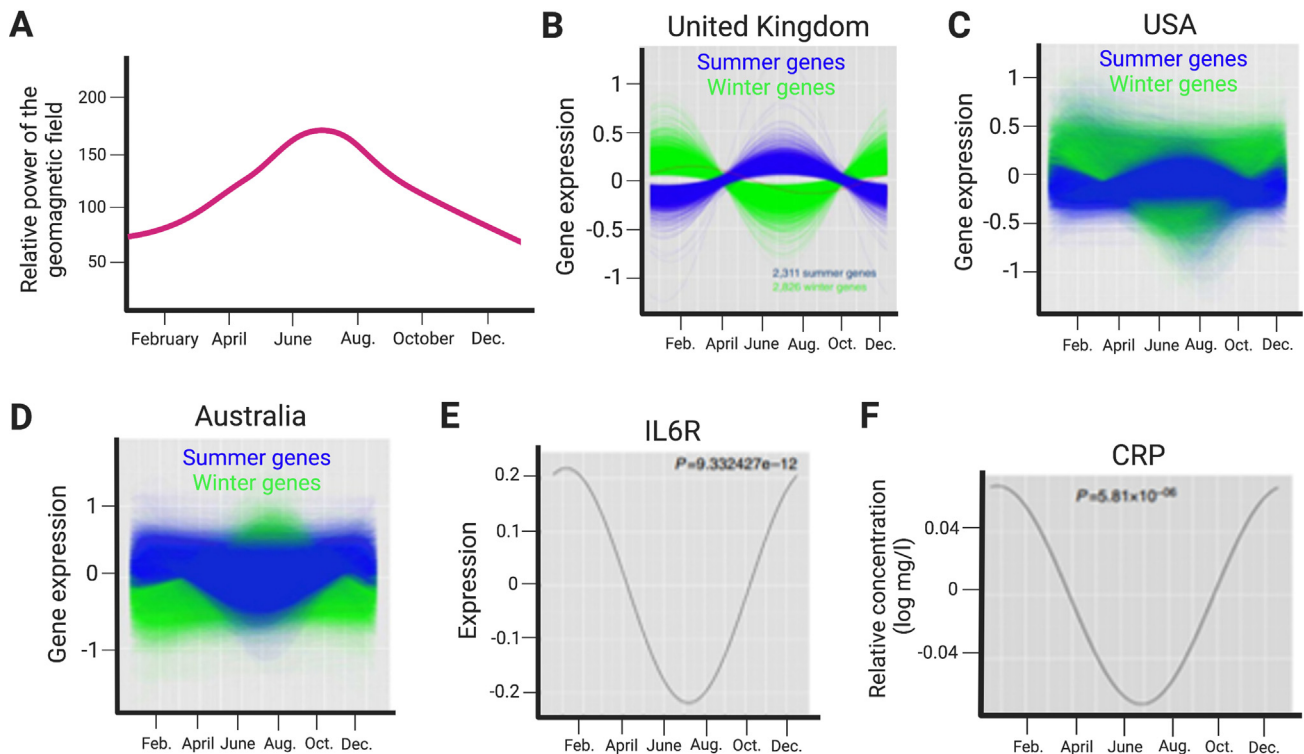 A
Relative power of the
geomagnetic field
200
150
100
50
February
April
June
Aug.
October
Dec.
B
United Kingdom
Summer genes
Winter genes
Gene expression
1
0.5
0
-0.5
-1
2,311 summer genes
2,826 winter genes
Feb.
April
June
Aug.
Oct.
Dec.
C
USA
Summer genes
Winter genes
Gene expression
1
0.5
0
-0.5
-1
Feb.
April
June
Aug.
Oct.
Dec.
D
Australia
Summer genes
Winter genes
Gene expression
1
0
-1
Feb.
April
June
Aug.
Oct.
Dec.
E
IL6R
P=9.332427e−12
Expression
0.2
0.1
0
-0.1
-0.2
Feb.
April
June
Aug.
Oct.
Dec.
F
CRP
P=5.81×10⁻⁰⁶
Relative concentration
(log mg/l)
0.04
0
-0.04
Feb.
April
June
Aug.
Oct.
Dec.